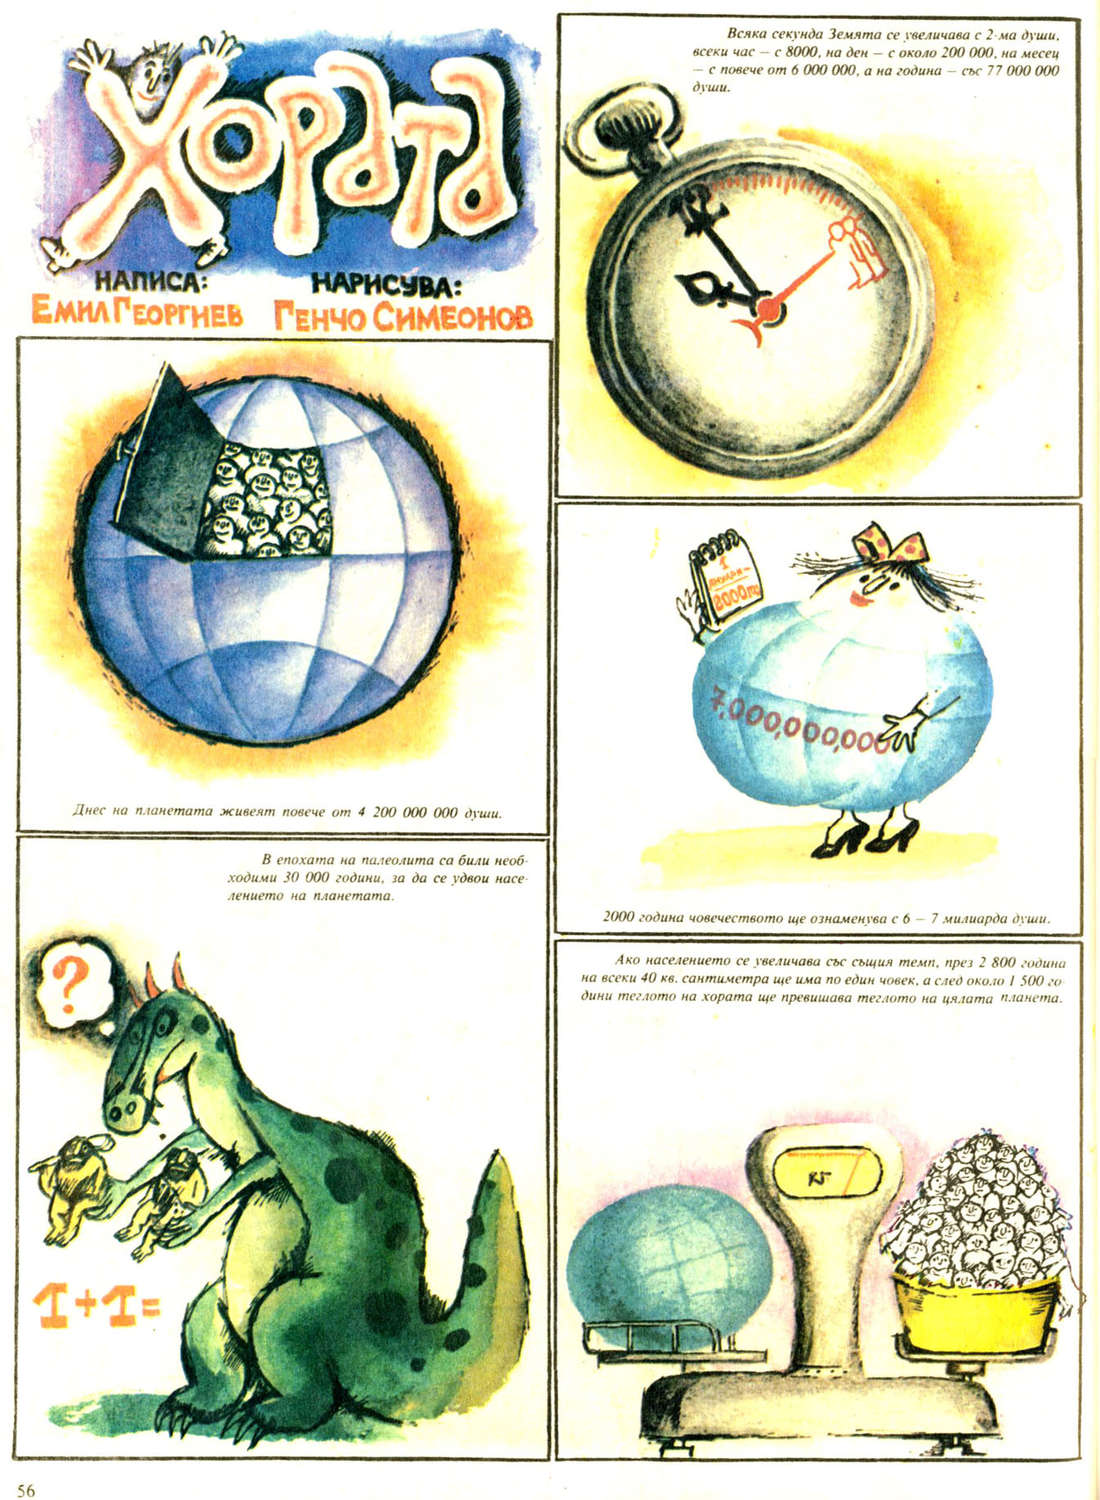 Хората
НАПИСА:
ЕМИЛ ГЕОРГИЕВ
НАРИСУВА:
ГЕНЧО СИМЕОНОВ
Всяка секунда Земята се увеличава с 2-ма души,
всеки час — с 8000, на ден — с около 200 000, на месец
— с повече от 6 000 000, а на година — със 77 000 000
души.
Днес на планетата живеят повече от 4 200 000 000 души.
1
януари
2000
7,000,000,000
2000 година човечеството ще ознаменува с 6 — 7 милиарда души.
В епохата на палеолита са били необ-
ходими 30 000 години, за да се удвои насе-
лението на планетата.
?
1+1=
Ако населението се увеличава със същия темп, през 2 800 година
на всеки 40 кв. сантиметра ще има по един човек, а след около 1 500 го-
дини теглото на хората ще превишава теглото на цялата планета.
56